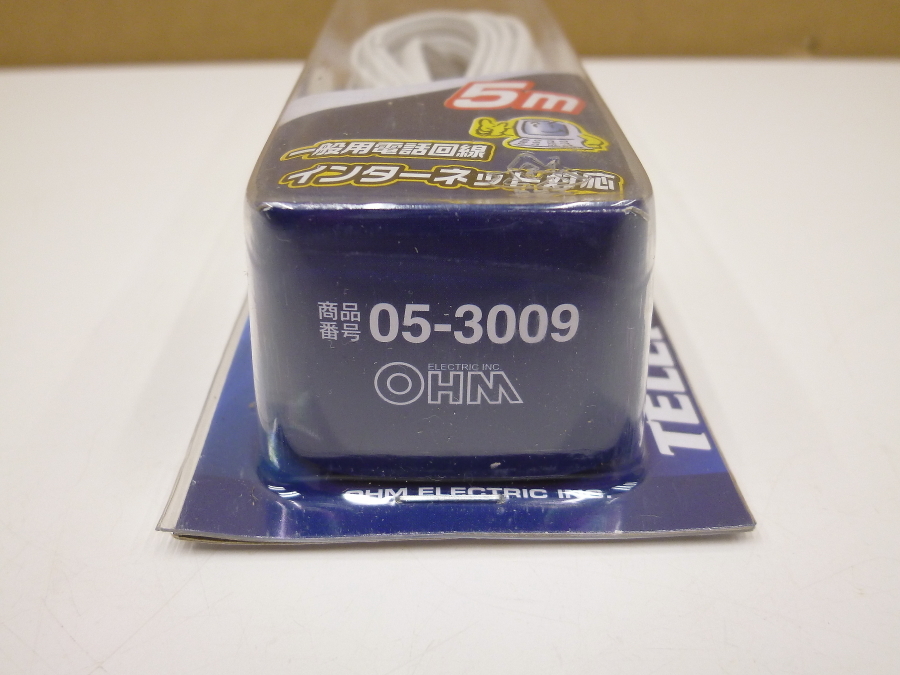 5m
一般用電話回線
インターネット対応
商品番号 05-3009
ELECTRIC INC.
OHM
OHM ELECTRIC INC.